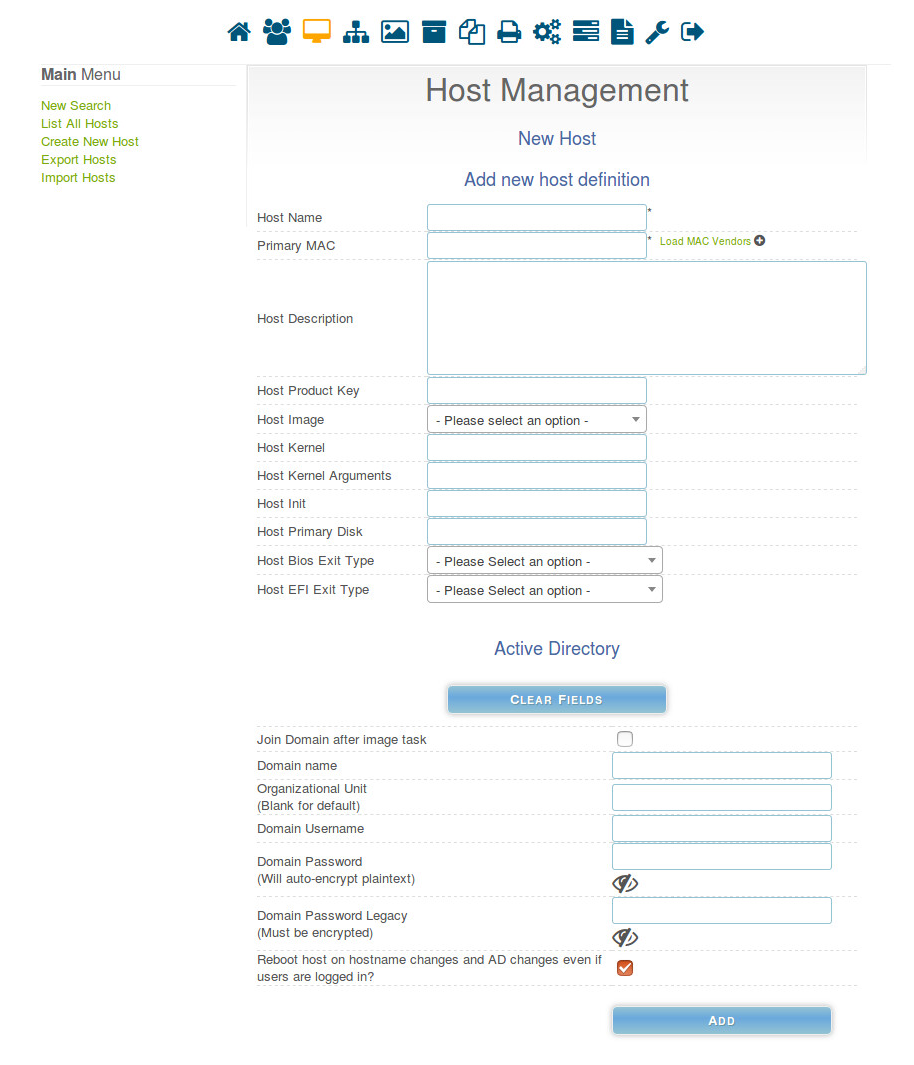 Main Menu
New Search
List All Hosts
Create New Host
Export Hosts
Import Hosts
Host Management
New Host
Add new host definition
Host Name *
Primary MAC * Load MAC Vendors
Host Description
Host Product Key
Host Image - Please select an option -
Host Kernel
Host Kernel Arguments
Host Init
Host Primary Disk
Host Bios Exit Type - Please Select an option -
Host EFI Exit Type - Please Select an option -
Active Directory
CLEAR FIELDS
Join Domain after image task
Domain name
Organizational Unit
(Blank for default)
Domain Username
Domain Password
(Will auto-encrypt plaintext)
Domain Password Legacy
(Must be encrypted)
Reboot host on hostname changes and AD changes even if
users are logged in?
ADD